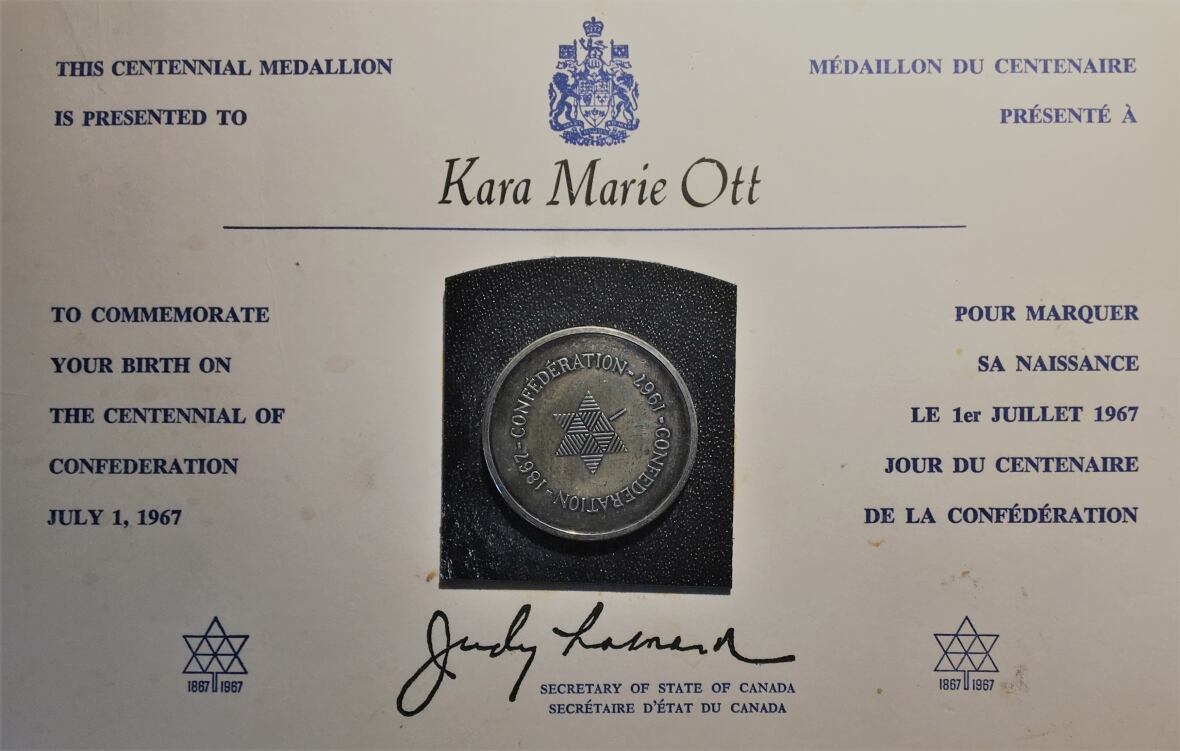 THIS CENTENNIAL MEDALLION
IS PRESENTED TO
MÉDAILLON DU CENTENAIRE
PRÉSENTÉ À
Kara Marie Ott
TO COMMEMORATE
YOUR BIRTH ON
THE CENTENNIAL OF
CONFEDERATION
JULY 1, 1967
1867-CONFÉDÉRATION-1967-CONFEDERATION-
POUR MARQUER
SA NAISSANCE
LE 1er JUILLET 1967
JOUR DU CENTENAIRE
DE LA CONFÉDÉRATION
Judy LaMarsh
1867 1967
SECRETARY OF STATE OF CANADA
SECRÉTAIRE D'ÉTAT DU CANADA
1867 1967